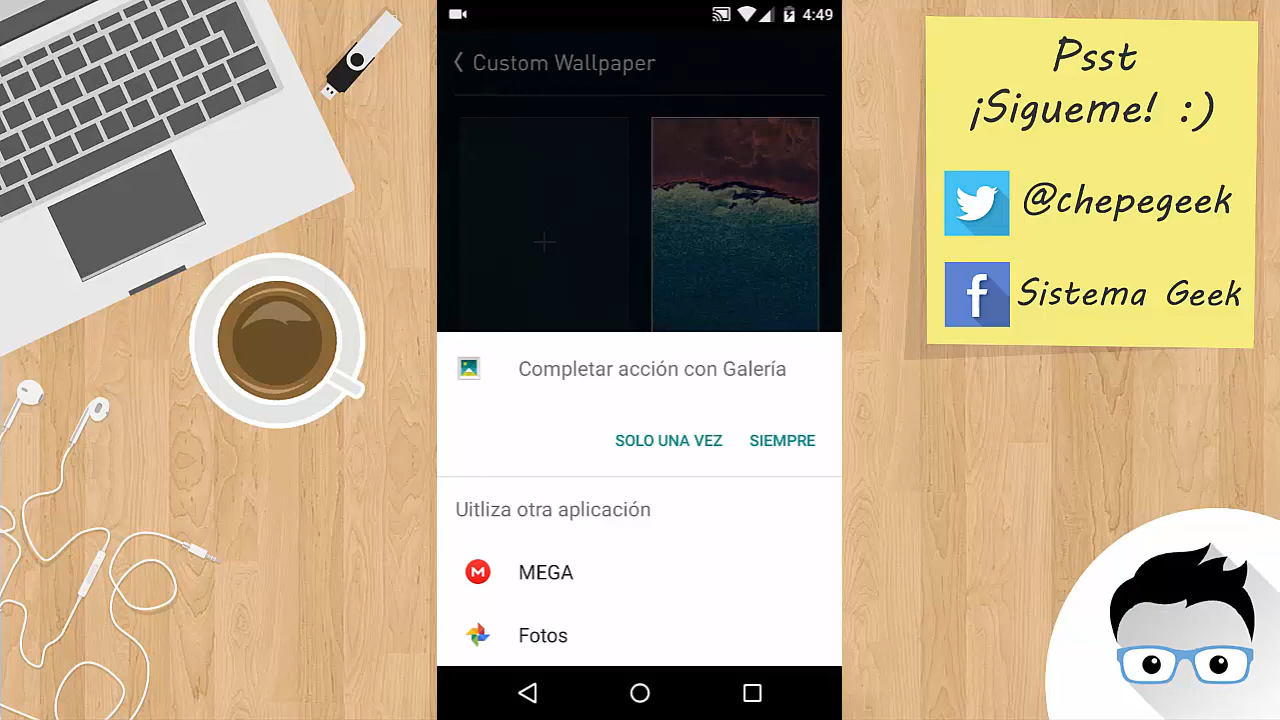 4:49
Custom Wallpaper
Completar acción con Galería
SOLO UNA VEZ
SIEMPRE
Uitliza otra aplicación
MEGA
Fotos
Psst
¡Sigueme! :)
@chepegeek
Sistema Geek